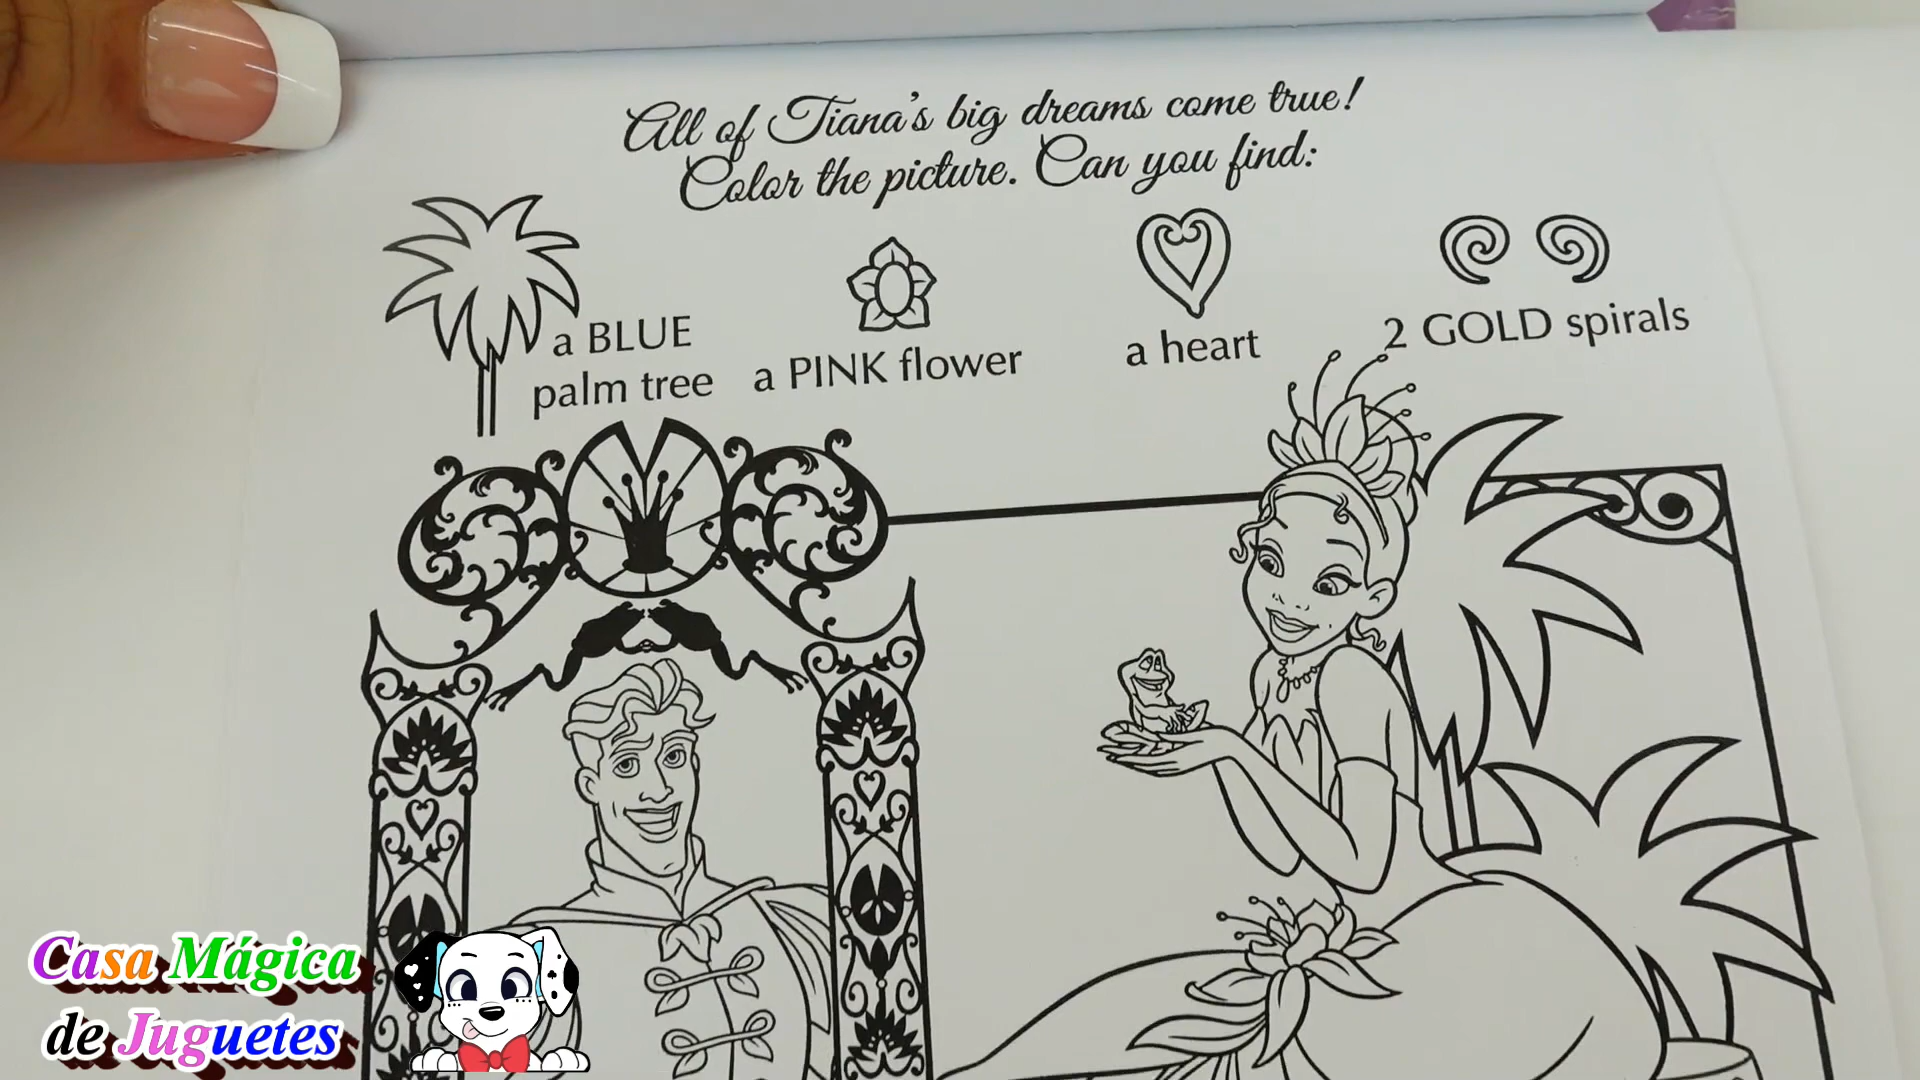 All of Tiana's big dreams come true!
Color the picture. Can you find:
a BLUE
palm tree
a PINK flower
a heart
2 GOLD spirals
Casa Mágica
de Juguetes